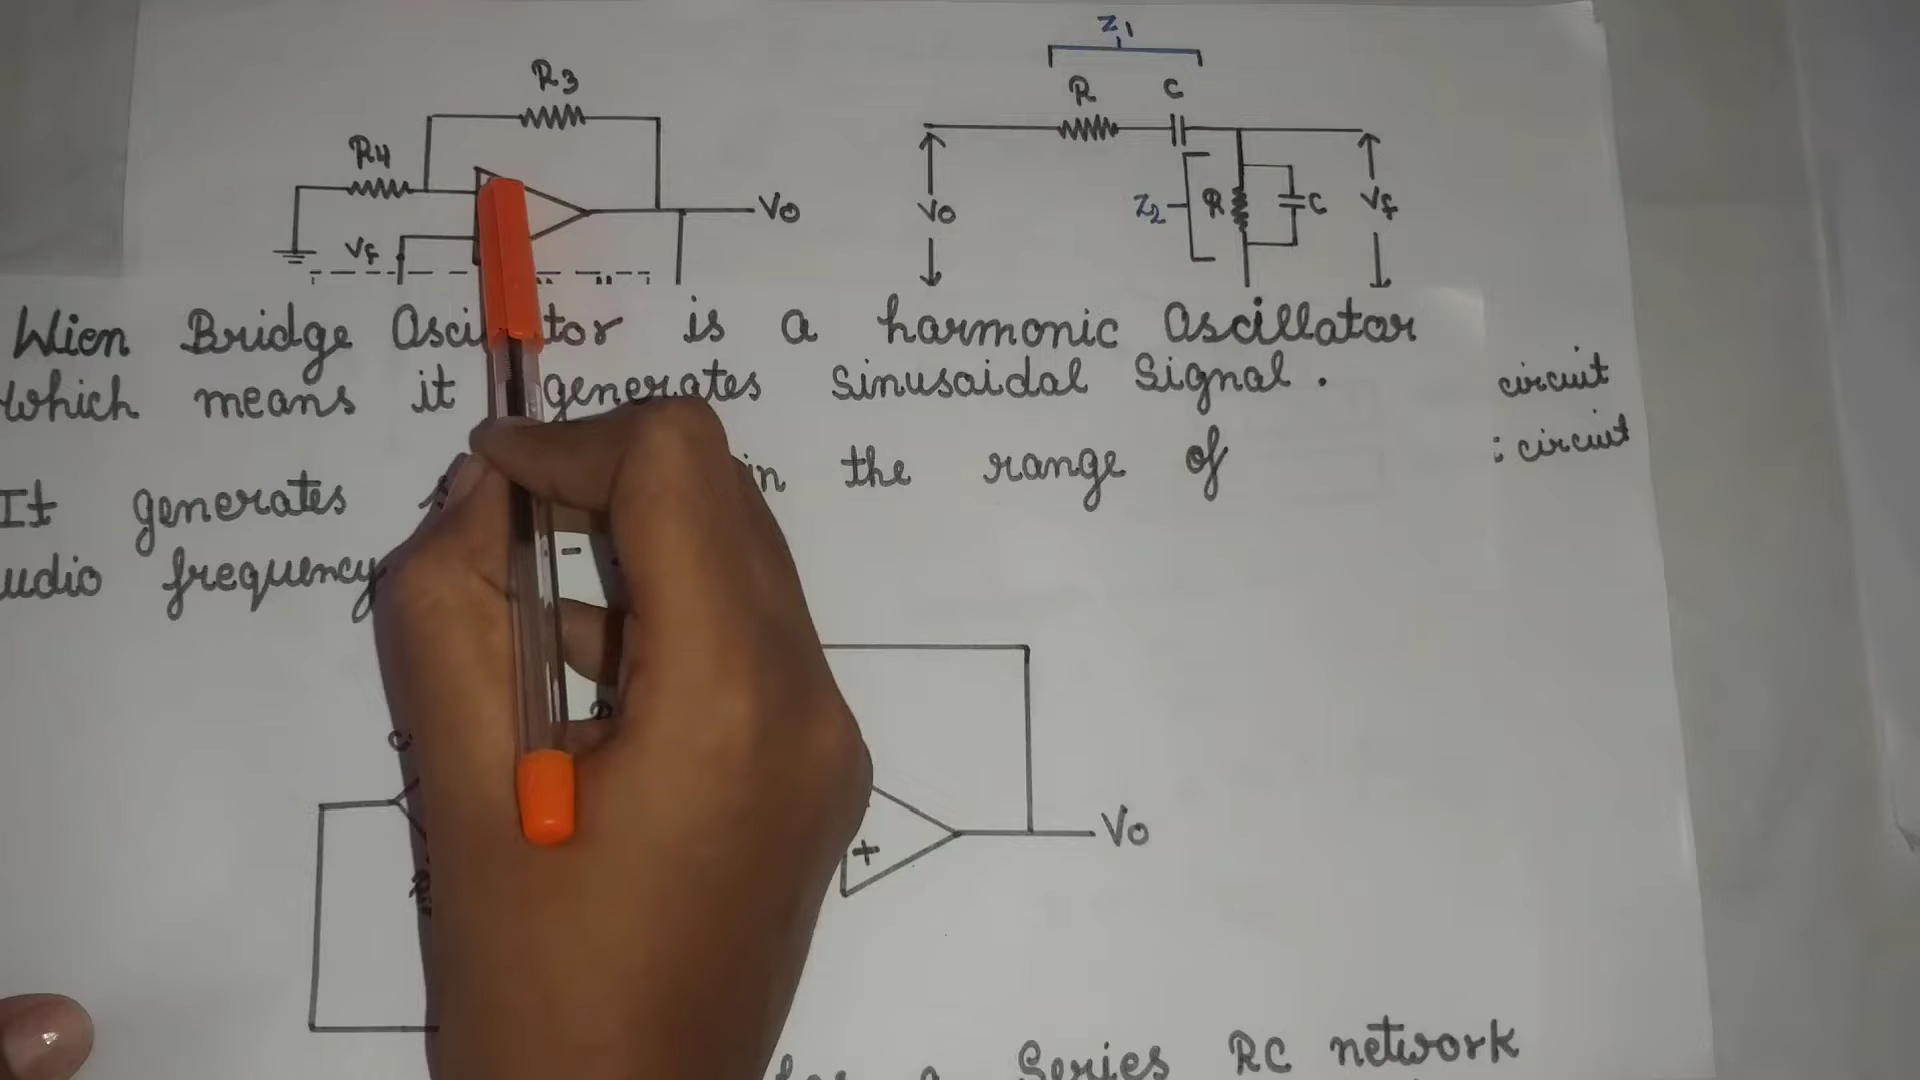 Z1
R3
R C
R4
Vo
Z2 R C Vf
Vo
Vf
Wien Bridge Osci tor is a harmonic Oscillator
which means it generates Sinusoidal Signal.
circuit
: circuit
It generates in the range of
udio frequency -
C
R
+
Vo
a Series RC network